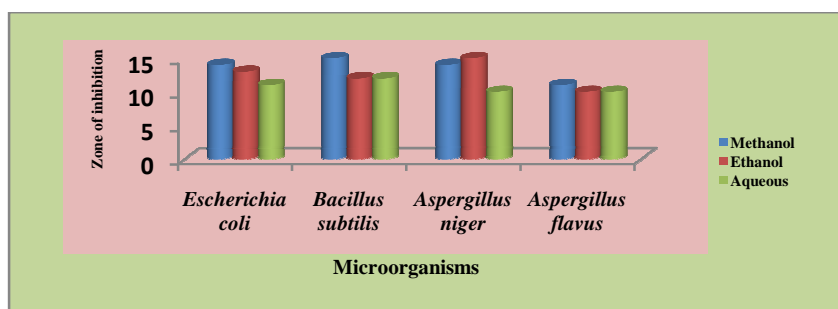 Zone of inhibition
15
10
5
0
Escherichia coli
Bacillus subtilis
Aspergillus niger
Aspergillus flavus
Microorganisms
Methanol
Ethanol
Aqueous